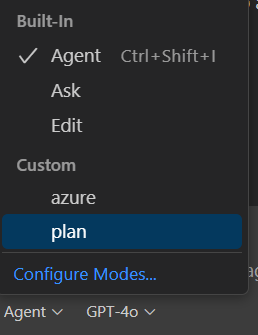 Built-In
Agent Ctrl+Shift+I
Ask
Edit
Custom
azure
plan
Configure Modes...
Agent GPT-4o